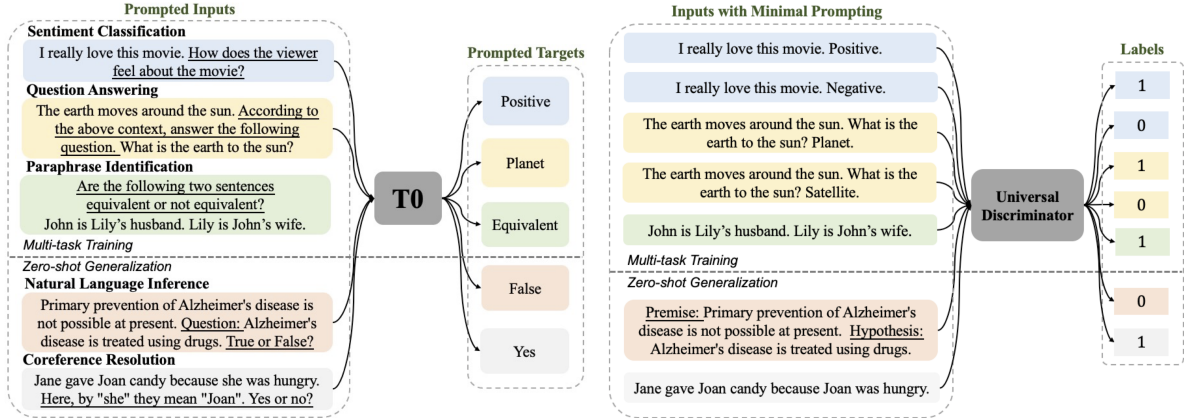 Prompted Inputs
Sentiment Classification
I really love this movie. How does the viewer
feel about the movie?
Question Answering
The earth moves around the sun. According to
the above context, answer the following
question. What is the earth to the sun?
Paraphrase Identification
Are the following two sentences
equivalent or not equivalent?
John is Lily's husband. Lily is John's wife.
Multi-task Training
Zero-shot Generalization
Natural Language Inference
Primary prevention of Alzheimer's disease is
not possible at present. Question: Alzheimer's
disease is treated using drugs. True or False?
Coreference Resolution
Jane gave Joan candy because she was hungry.
Here, by "she" they mean "Joan". Yes or no?
T0
Prompted Targets
Positive
Planet
Equivalent
False
Yes
Inputs with Minimal Prompting
I really love this movie. Positive.
I really love this movie. Negative.
The earth moves around the sun. What is the
earth to the sun? Planet.
The earth moves around the sun. What is the
earth to the sun? Satellite.
John is Lily's husband. Lily is John's wife.
Multi-task Training
Zero-shot Generalization
Premise: Primary prevention of Alzheimer's
disease is not possible at present. Hypothesis:
Alzheimer's disease is treated using drugs.
Jane gave Joan candy because Joan was hungry.
Universal
Discriminator
Labels
1
0
1
0
1
0
1